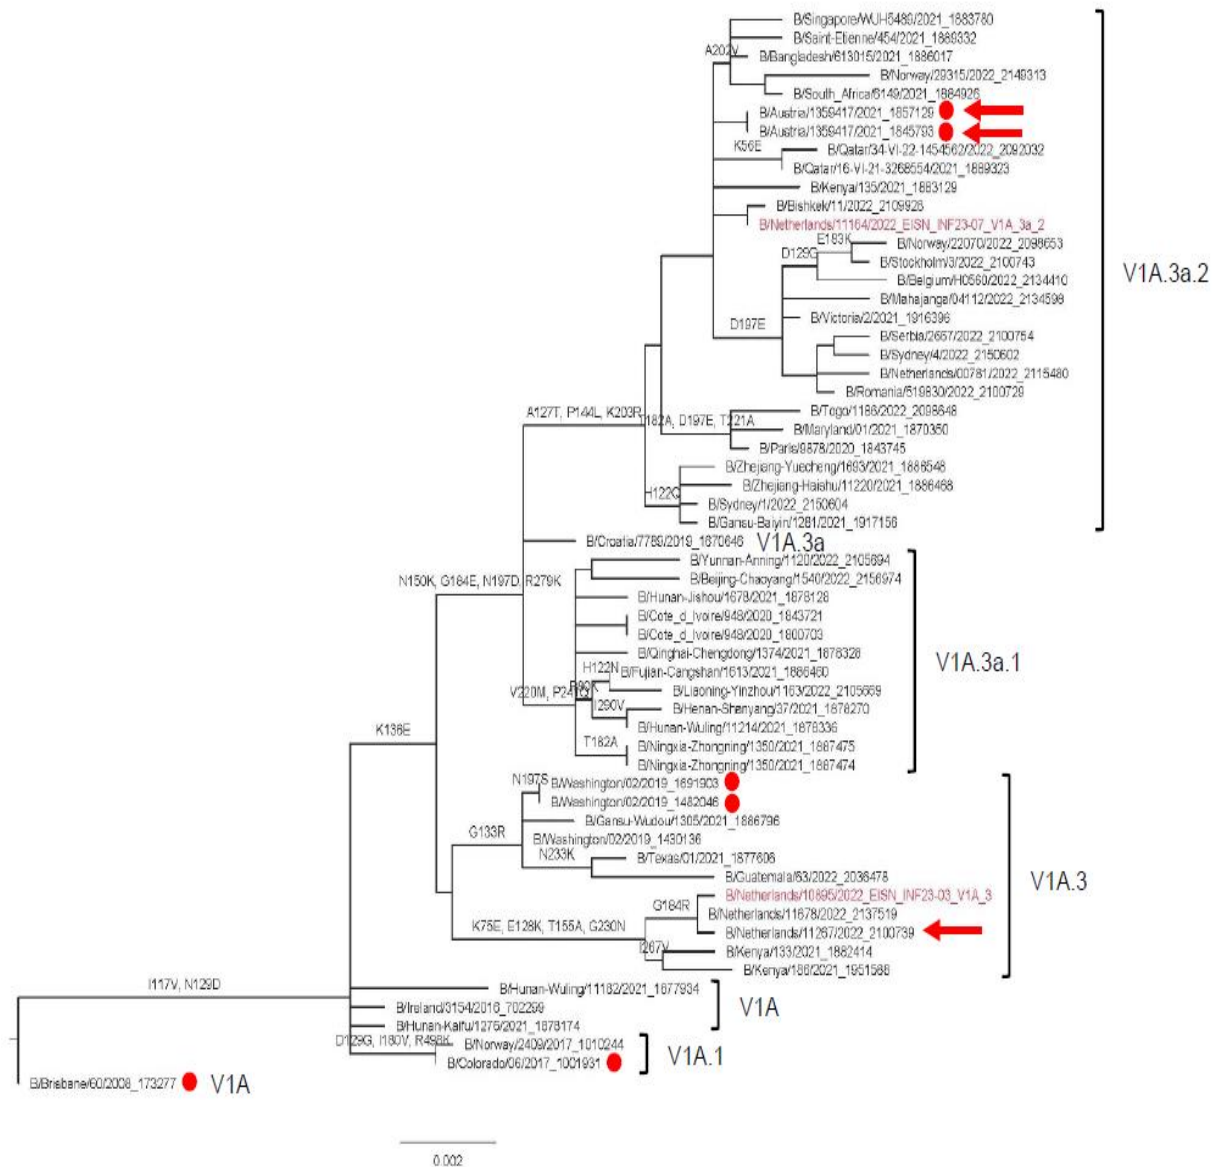 B/Singapore/WUH5489/2021_1883780
B/Saint-Etienne/454/2021_1889332
A202V
B/Bangladesh/613015/2021_1886017
B/Norway/29315/2022_2149313
B/South_Africa/6149/2021_1884926
B/Austria/1359417/2021_1857129
B/Austria/1359417/2021_1845793
K56E
B/Qatar/34-VI-22-1454562/2022_2092032
B/Qatar/16-VI-21-3268554/2021_1889323
B/Kenya/135/2021_1883129
B/Bishkek/11/2022_2109926
B/Netherlands/11164/2022_EISN_INF23-07_V1A_3a_2
E183K
B/Norway/22070/2022_2098653
D129G
B/Stockholm/3/2022_2100743
V1A.3a.2
B/Belgium/H0560/2022_2134410
B/Mahajanga/04112/2022_2134598
B/Victoria/2/2021_1916396
D197E
B/Serbia/2667/2022_2100754
B/Sydney/4/2022_2150602
B/Netherlands/00781/2022_2115480
B/Romania/519830/2022_2100729
A127T, P144L, K203R
B/Togo/1186/2022_2098648
T182A, D197E, T221A
B/Maryland/01/2021_1870350
B/Paris/9878/2020_1843745
B/Zhejiang-Yuecheng/1693/2021_1886548
B/Zhejiang-Haishu/11220/2021_1886468
H122Q
B/Sydney/1/2022_2150604
B/Gansu-Baiyin/1281/2021_1917156
B/Croatia/7789/2019_1670646
V1A.3a
B/Yunnan-Anning/1120/2022_2105694
N150K, G184E, N197D, R279K
B/Beijing-Chaoyang/1540/2022_2156974
B/Hunan-Jishou/1678/2021_1878128
B/Cote_d_Ivoire/948/2020_1843721
B/Cote_d_Ivoire/948/2020_1800703
B/Qinghai-Chengdong/1374/2021_1878328
V1A.3a.1
H122N
B/Fujian-Cangshan/1613/2021_1886460
V220M, P241Q
B/Liaoning-Yinzhou/1163/2022_2105669
I290V
B/Henan-Shenyang/37/2021_1878270
B/Hunan-Wuling/11214/2021_1878336
K136E
T182A
B/Ningxia-Zhongning/1350/2021_1887475
B/Ningxia-Zhongning/1350/2021_1887474
N197S
B/Washington/02/2019_1691903
B/Washington/02/2019_1482046
B/Gansu-Wudou/1305/2021_1886796
G133R
B/Washington/02/2019_1430136
N233K
B/Texas/01/2021_1877606
B/Guatemala/63/2022_2036478
V1A.3
B/Netherlands/10895/2022_EISN_INF23-03_V1A_3
G184R
B/Netherlands/11678/2022_2137519
K75E, E128K, T155A, G230N
B/Netherlands/11267/2022_2100739
I267V
B/Kenya/133/2021_1882414
B/Kenya/186/2021_1951588
I117V, N129D
B/Hunan-Wuling/11182/2021_1877934
B/Ireland/3154/2016_702299
V1A
B/Hunan-Kaifu/1276/2021_1878174
D129G, I180V, R498K
B/Norway/2409/2017_1010244
B/Colorado/06/2017_1001931
V1A.1
B/Brisbane/60/2008_173277
V1A
0.002